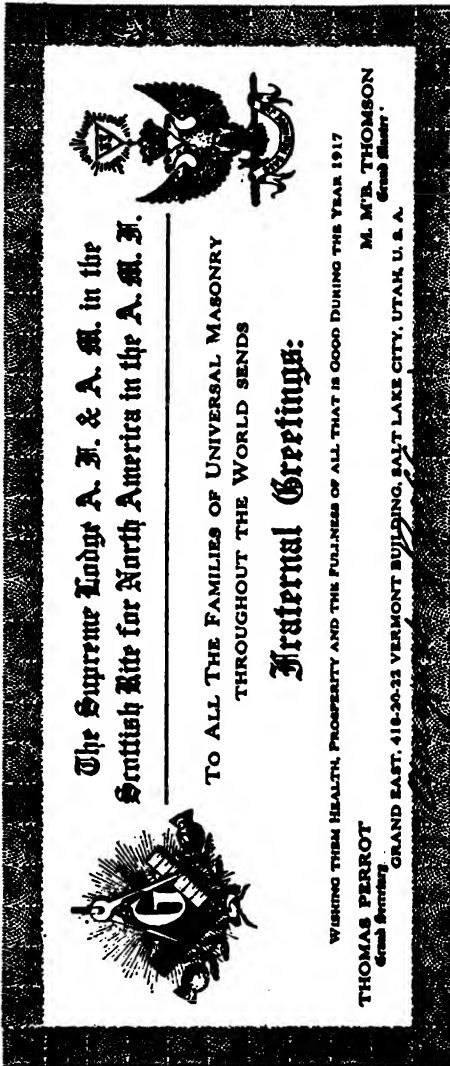 The Supreme Lodge A. F. & A. M. in the
Scottish Rite for North America in the A. M. F.
TO ALL THE FAMILIES OF UNIVERSAL MASONRY
THROUGHOUT THE WORLD SENDS
Fraternal Greetings:
WISHING THEM HEALTH, PROSPERITY AND THE FULLNESS OF ALL THAT IS GOOD DURING THE YEAR 1917
THOMAS PERROT
Grand Secretary
M. M'B. THOMSON
Grand Master
GRAND EAST, 418-20-22 VERMONT BUILDING, SALT LAKE CITY, UTAH, U. S. A.
G
33